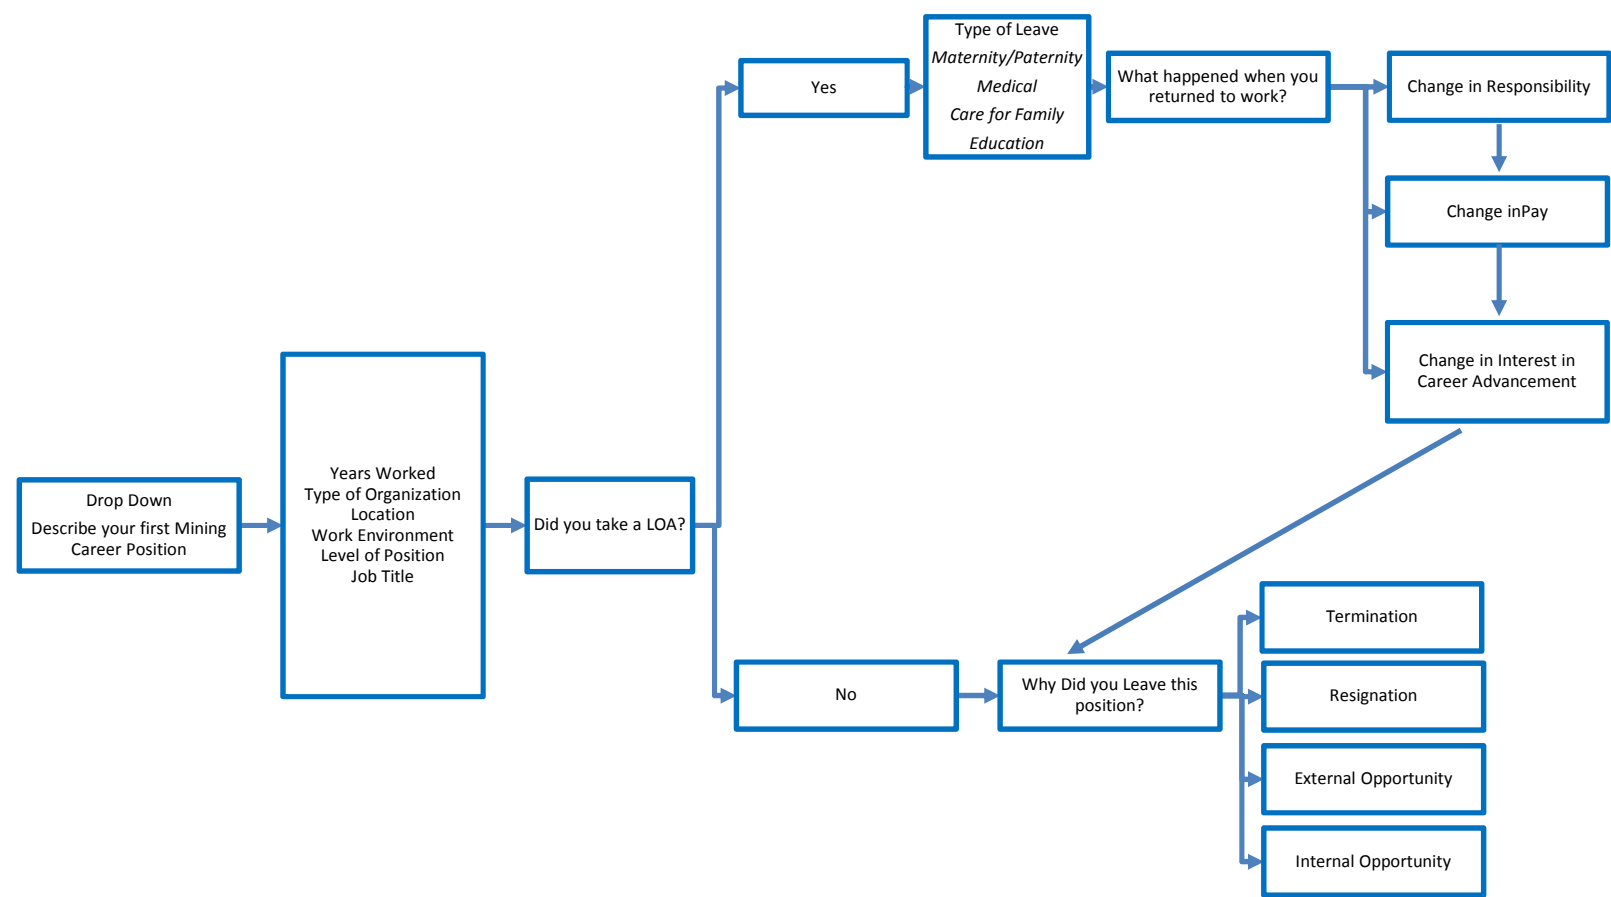 Drop Down
Describe your first Mining
Career Position
Years Worked
Type of Organization
Location
Work Environment
Level of Position
Job Title
Did you take a LOA?
Yes
Type of Leave
Maternity/Paternity
Medical
Care for Family
Education
What happened when you
returned to work?
Change in Responsibility
Change inPay
Change in Interest in
Career Advancement
No
Why Did you Leave this
position?
Termination
Resignation
External Opportunity
Internal Opportunity